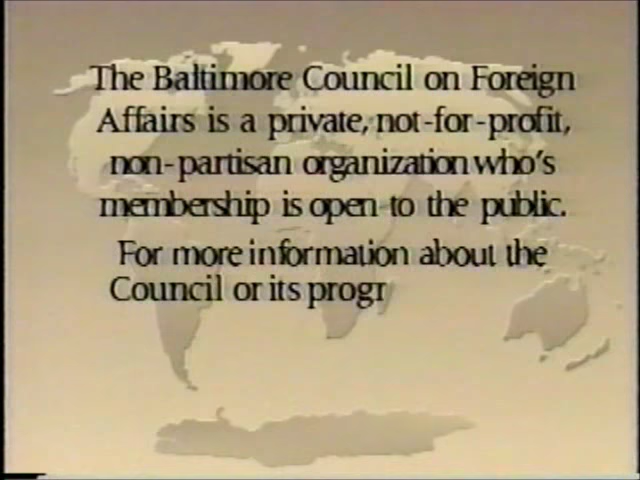 The Baltimore Council on Foreign
Affairs is a private, not-for-profit,
non-partisan organization who's
membership is open to the public.
For more information about the
Council or its progr